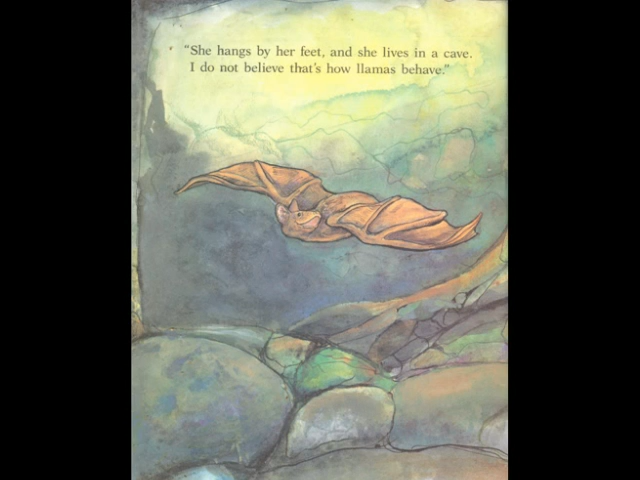 "She hangs by her feet, and she lives in a cave.
I do not believe that's how llamas behave."